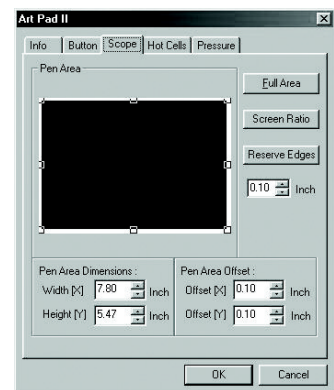 Art Pad II
Info Button Scope Hot Cells Pressure
Pen Area
Full Area
Screen Ratio
Reserve Edges
0.10 Inch
Pen Area Dimensions :
Width [X] 7.80 Inch
Height [Y] 5.47 Inch
Pen Area Offset :
Offset [X] 0.10 Inch
Offset [Y] 0.10 Inch
OK Cancel